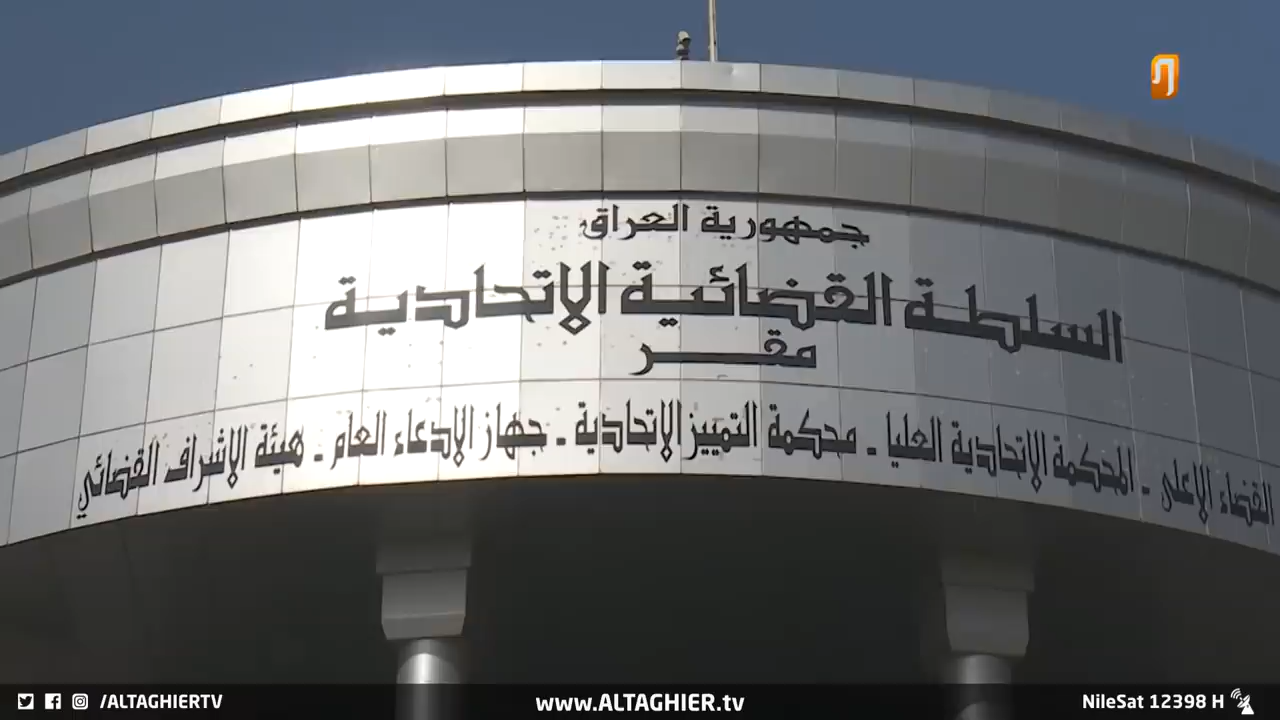 جمهورية العراق
السلطة القضائية الاتحادية
مقر
القضاء الاعلى - المحكمة الاتحادية العليا - محكمة التمييز الاتحادية - جهاز الادعاء العام - هيئة الاشراف القضائي
/ALTAGHIERTV www.ALTAGHIER.tv NileSat 12398 H